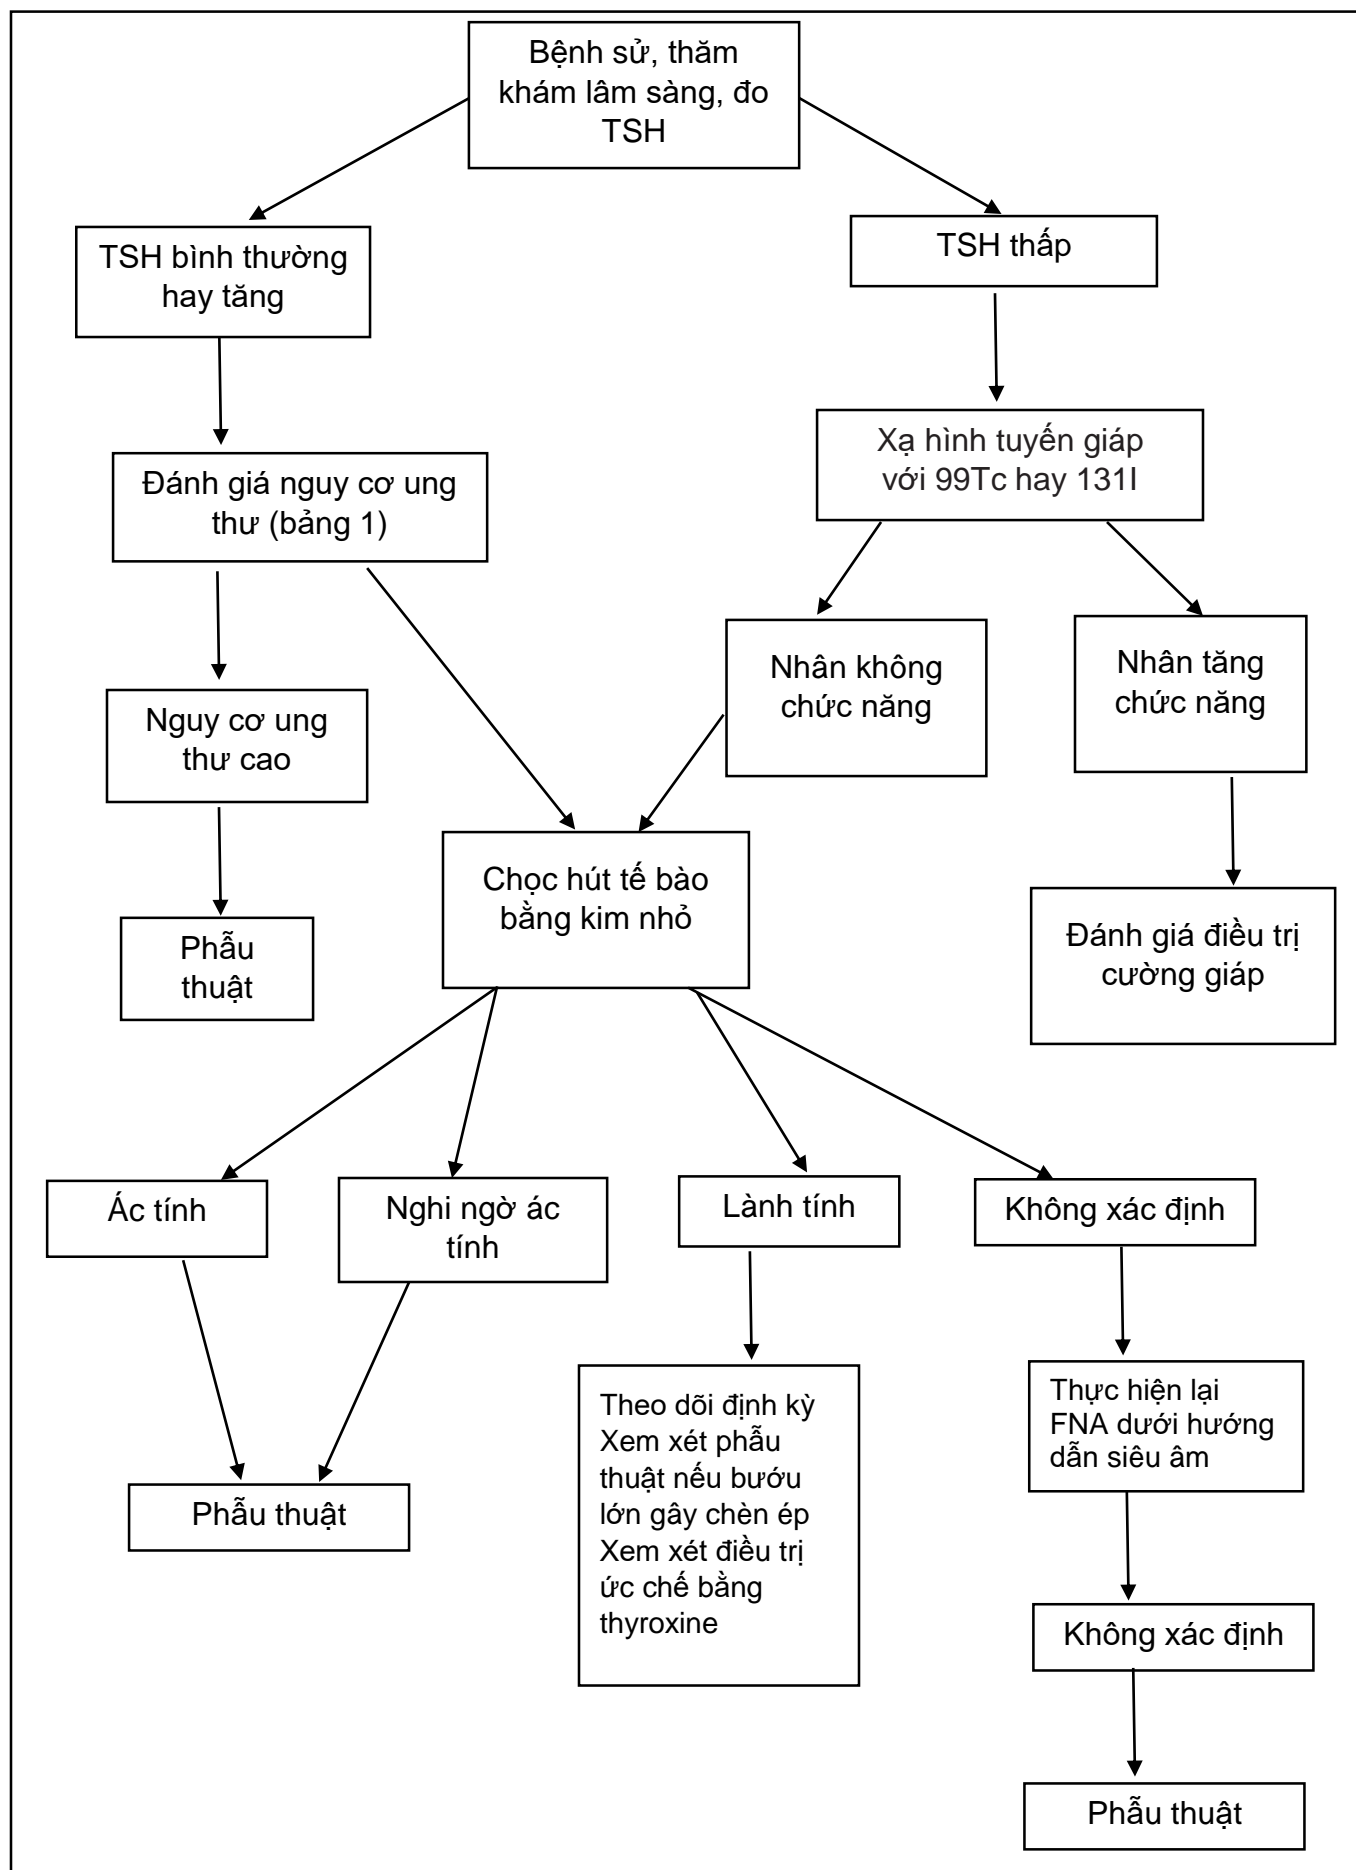 Bệnh sử, thăm
khám lâm sàng, đo
TSH
TSH bình thường
hay tăng
TSH thấp
Xạ hình tuyến giáp
với 99Tc hay 131I
Đánh giá nguy cơ ung
thư (bảng 1)
Nhân không
chức năng
Nhân tăng
chức năng
Nguy cơ ung
thư cao
Chọc hút tế bào
bằng kim nhỏ
Đánh giá điều trị
cường giáp
Phẫu
thuật
Ác tính
Nghi ngờ ác
tính
Lành tính
Không xác định
Theo dõi định kỳ
Xem xét phẫu
thuật nếu bướu
lớn gây chèn ép
Xem xét điều trị
ức chế bằng
thyroxine
Thực hiện lại
FNA dưới hướng
dẫn siêu âm
Phẫu thuật
Không xác định
Phẫu thuật